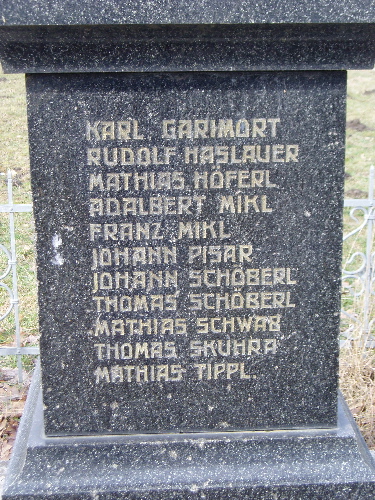 KARL GARIMORT
RUDOLF HASLAUER
MATHIAS HÖFERL
ADALBERT MIKL
FRANZ MIKL
JOHANN PISAR
JOHANN SCHÖBERL
THOMAS SCHÖBERL
MATHIAS SCHWAB
THOMAS SKUHRA
MATHIAS TIPPL.